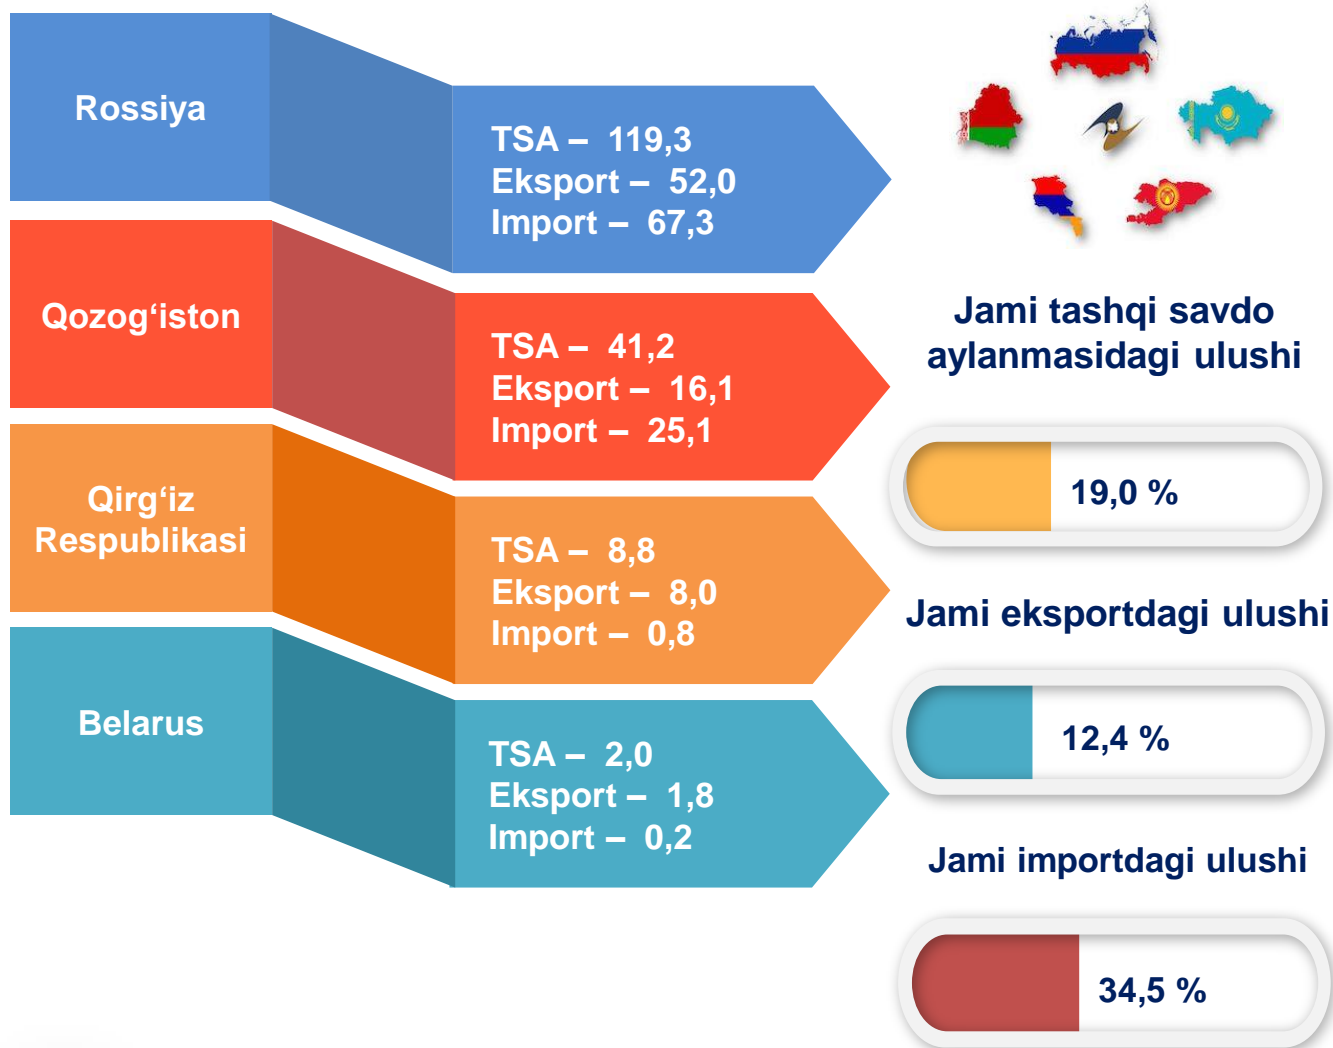 Rossiya
TSA – 119,3
Eksport – 52,0
Import – 67,3
Qozog‘iston
TSA – 41,2
Eksport – 16,1
Import – 25,1
Qirg‘iz
Respublikasi
TSA – 8,8
Eksport – 8,0
Import – 0,8
Belarus
TSA – 2,0
Eksport – 1,8
Import – 0,2
Jami tashqi savdo
aylanmasidagi ulushi
19,0 %
Jami eksportdagi ulushi
12,4 %
Jami importdagi ulushi
34,5 %